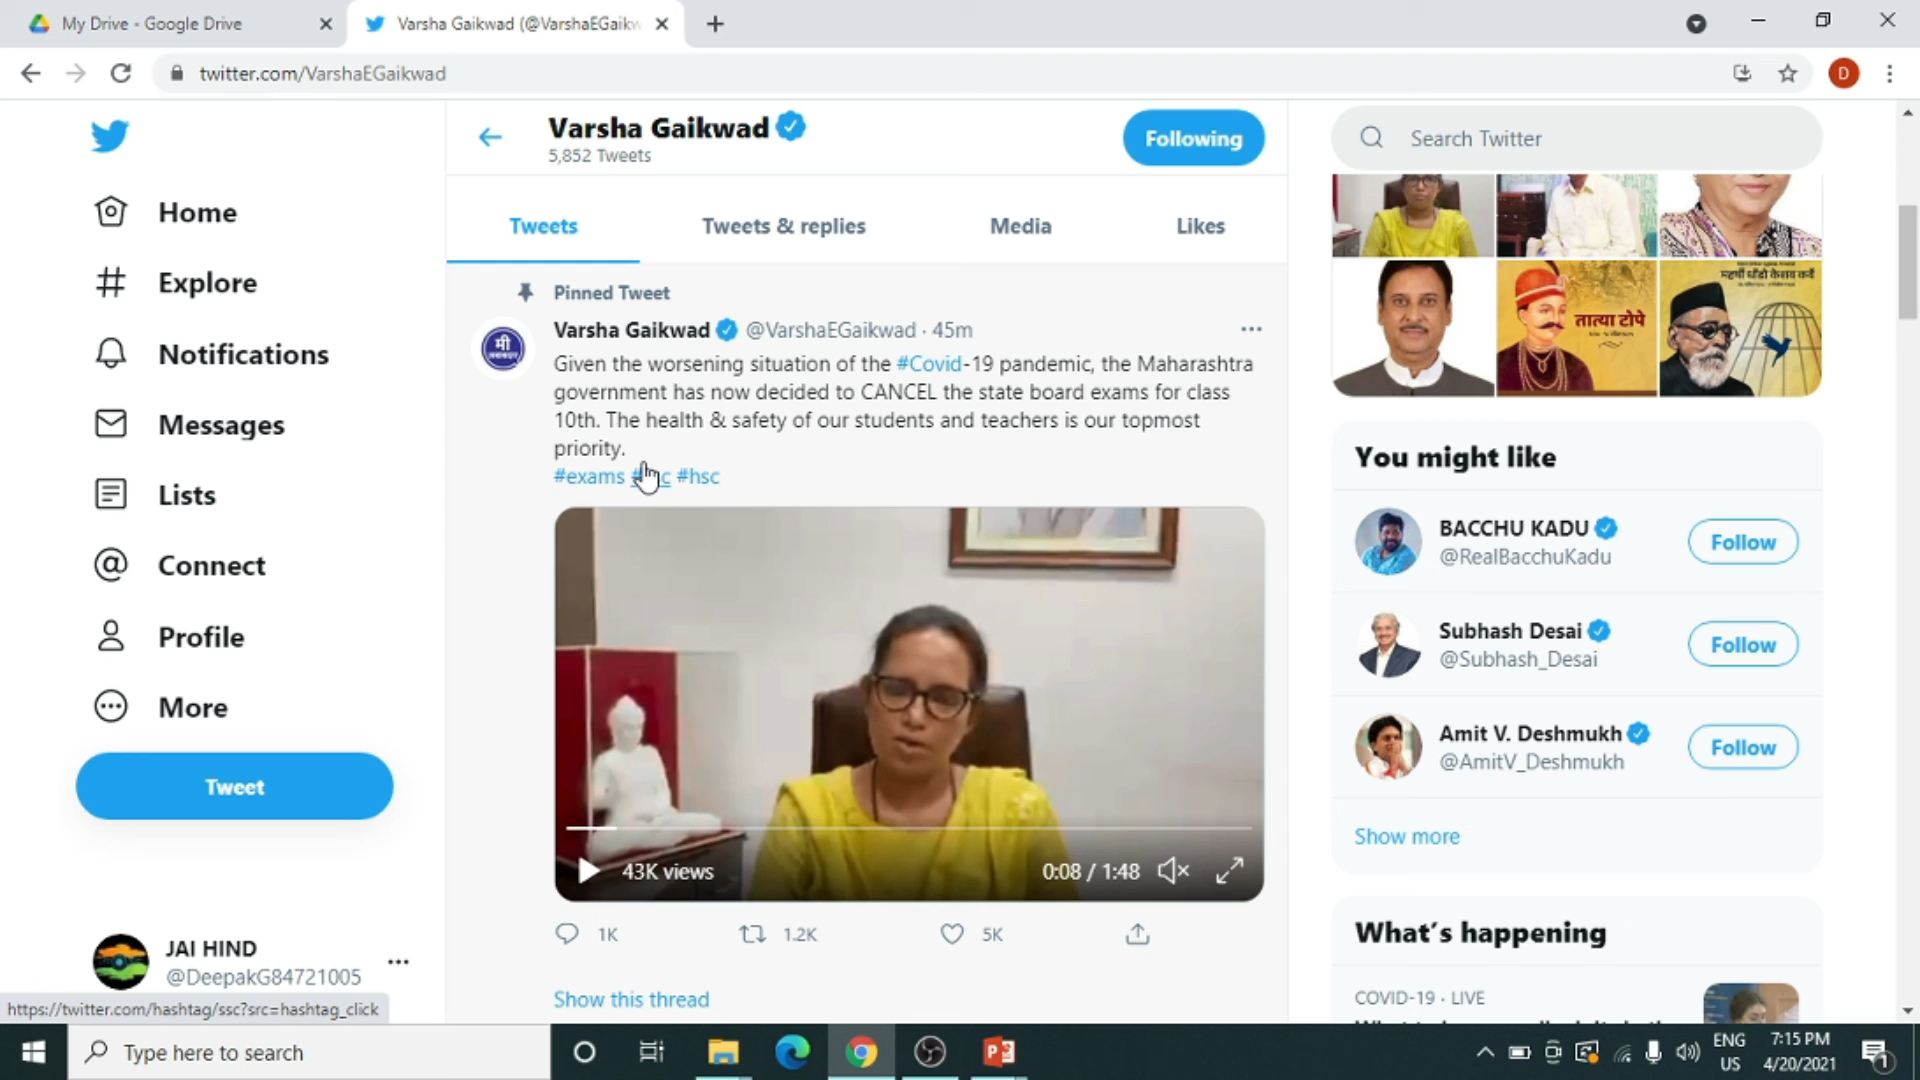 My Drive - Google Drive
Varsha Gaikwad (@VarshaEGaikw
twitter.com/VarshaEGaikwad
D
Varsha Gaikwad
5,852 Tweets
Following
Search Twitter
Home
Explore
Notifications
Messages
Lists
Connect
Profile
More
Tweet
JAI HIND
@DeepakG84721005
https://twitter.com/hashtag/ssc?src=hashtag_click
Tweets
Tweets & replies
Media
Likes
Pinned Tweet
मी
Varsha Gaikwad @VarshaEGaikwad · 45m
Given the worsening situation of the #Covid-19 pandemic, the Maharashtra
government has now decided to CANCEL the state board exams for class
10th. The health & safety of our students and teachers is our topmost
priority.
#exams #hsc
43K views
0:08 / 1:48
1K
1.2K
5K
Show this thread
तात्या टोपे
महर्षी धोंडो केशव कर्वे
You might like
BACCHU KADU
@RealBacchuKadu
Follow
Subhash Desai
@Subhash_Desai
Follow
Amit V. Deshmukh
@AmitV_Deshmukh
Follow
Show more
What's happening
COVID-19 · LIVE
Type here to search
ENG
US
7:15 PM
4/20/2021
1